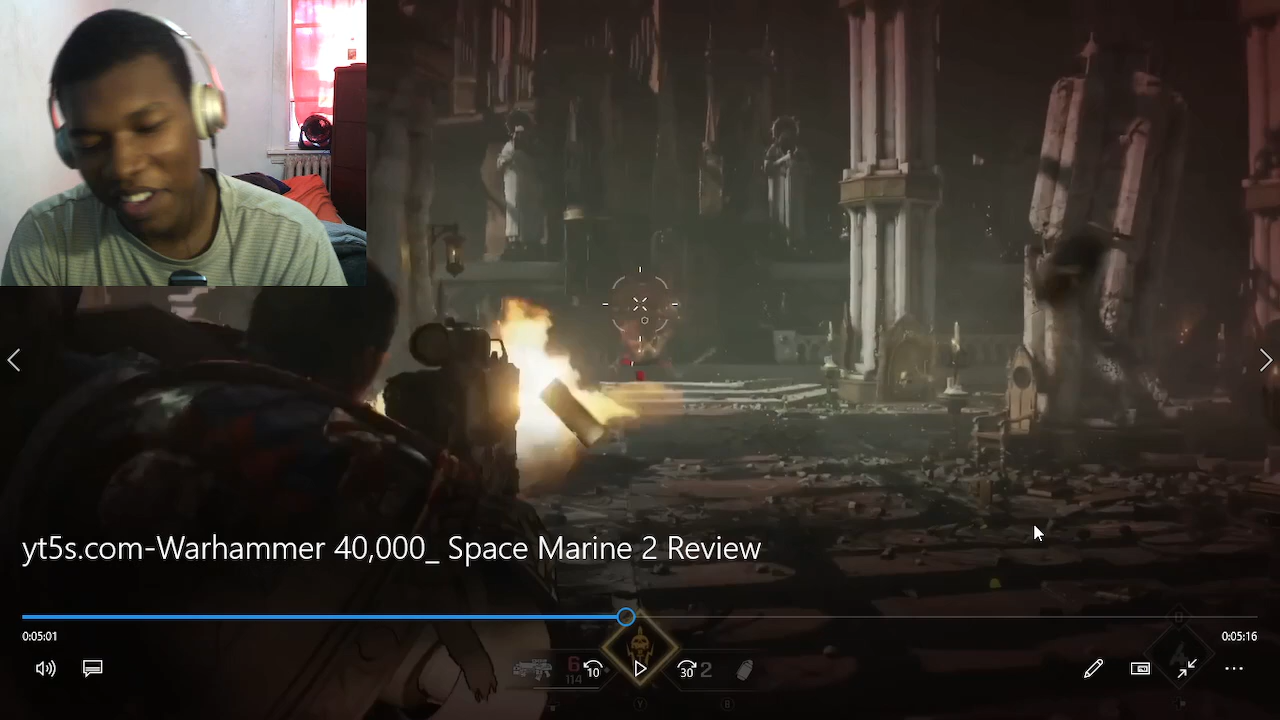 yt5s.com-Warhammer 40,000_ Space Marine 2 Review
0:05:01
0:05:16
6
114
10
30
2
Y
B